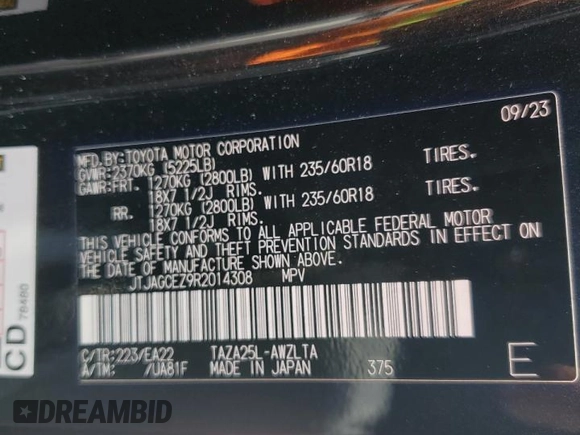 09/23
MFD.BY:TOYOTA MOTOR CORPORATION
GVWR:2370KG (5225LB)
GAWR:FRT. 1270KG (2800LB) WITH 235/60R18 TIRES.
18X7 1/2J RIMS.
RR. 1270KG (2800LB) WITH 235/60R18 TIRES.
18X7 1/2J RIMS.
THIS VEHICLE CONFORMS TO ALL APPLICABLE FEDERAL MOTOR
VEHICLE SAFETY AND THEFT PREVENTION STANDARDS IN EFFECT ON
THE DATE OF MANUFACTURE SHOWN ABOVE.
JTJAGCEZ9R2014308 MPV
C/TR:223/EA22 TAZA25L-AWZLTA
A/TM: /UA81F MADE IN JAPAN 375
E
CD
78480
DREAMBID